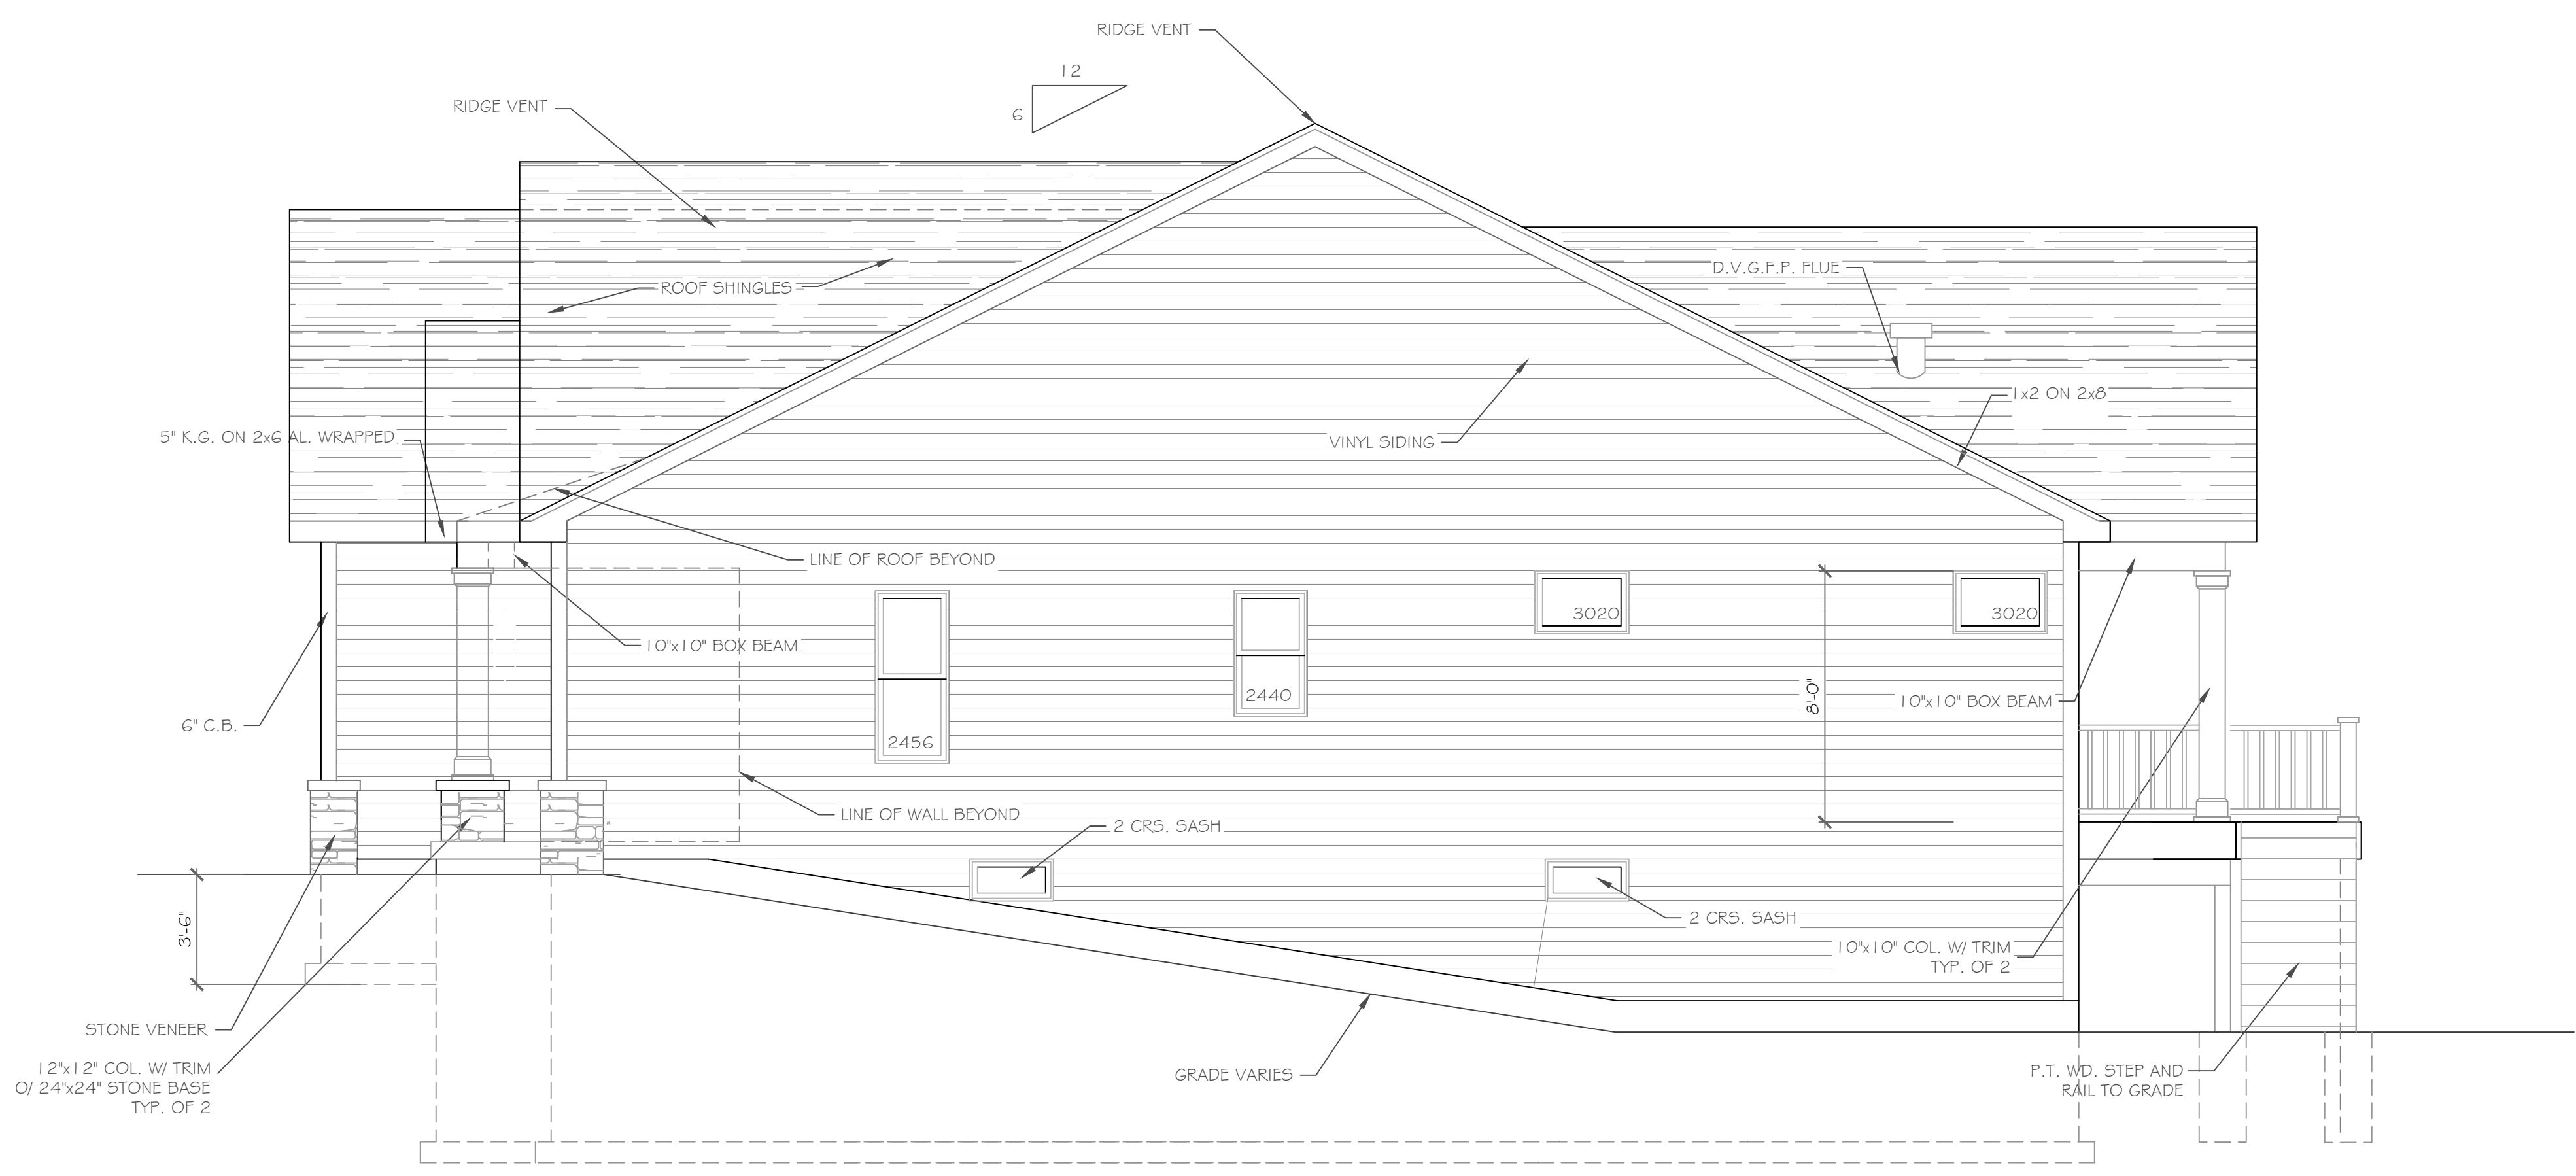 RIDGE VENT
12
6
RIDGE VENT
ROOF SHINGLES
D.V.G.F.P. FLUE
1x2 ON 2x8
5" K.G. ON 2x6 AL. WRAPPED
VINYL SIDING
LINE OF ROOF BEYOND
3020
3020
10"x10" BOX BEAM
2440
8'-0"
10"x10" BOX BEAM
6" C.B.
2456
LINE OF WALL BEYOND
2 CRS. SASH
2 CRS. SASH
3'-6"
10"x10" COL. W/ TRIM
TYP. OF 2
STONE VENEER
12"x12" COL. W/ TRIM
O/ 24"x24" STONE BASE
TYP. OF 2
GRADE VARIES
P.T. WD. STEP AND
RAIL TO GRADE